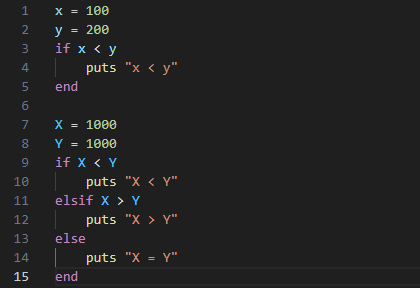 1 x = 100
2 y = 200
3 if x < y
4     puts "x < y"
5 end
6
7 X = 1000
8 Y = 1000
9 if X < Y
10     puts "X < Y"
11 elsif X > Y
12     puts "X > Y"
13 else
14     puts "X = Y"
15 end